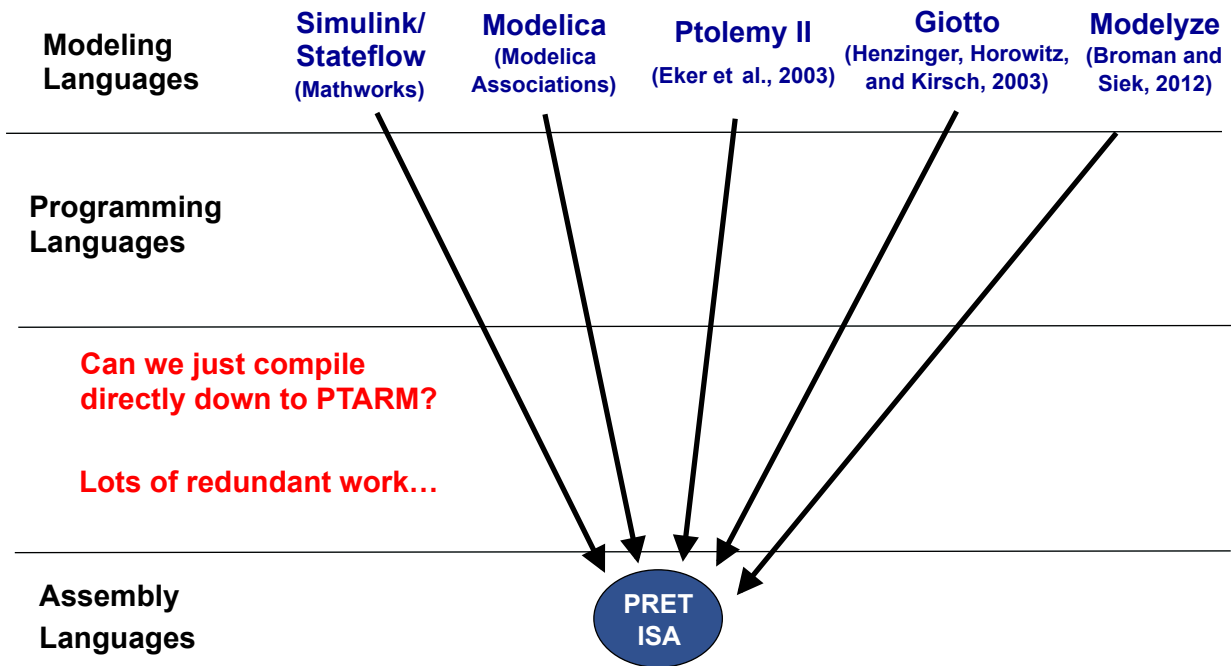 Modeling
Languages
Simulink/
Stateflow
(Mathworks)
Modelica
(Modelica
Associations)
Ptolemy II
(Eker et al., 2003)
Giotto
(Henzinger, Horowitz,
and Kirsch, 2003)
Modelyze
(Broman and
Siek, 2012)
Programming
Languages
Can we just compile
directly down to PTARM?
Lots of redundant work…
Assembly
Languages
PRET
ISA